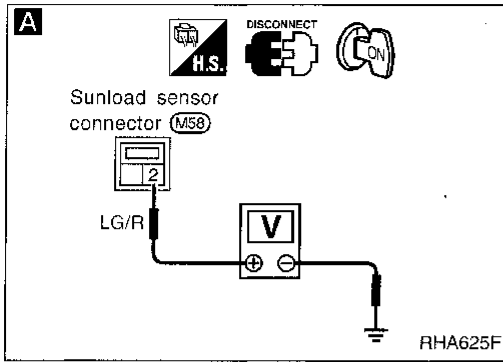 A
H.S.
DISCONNECT
ON
Sunload sensor
connector M58
2
LG/R
V
+ −
RHA625F